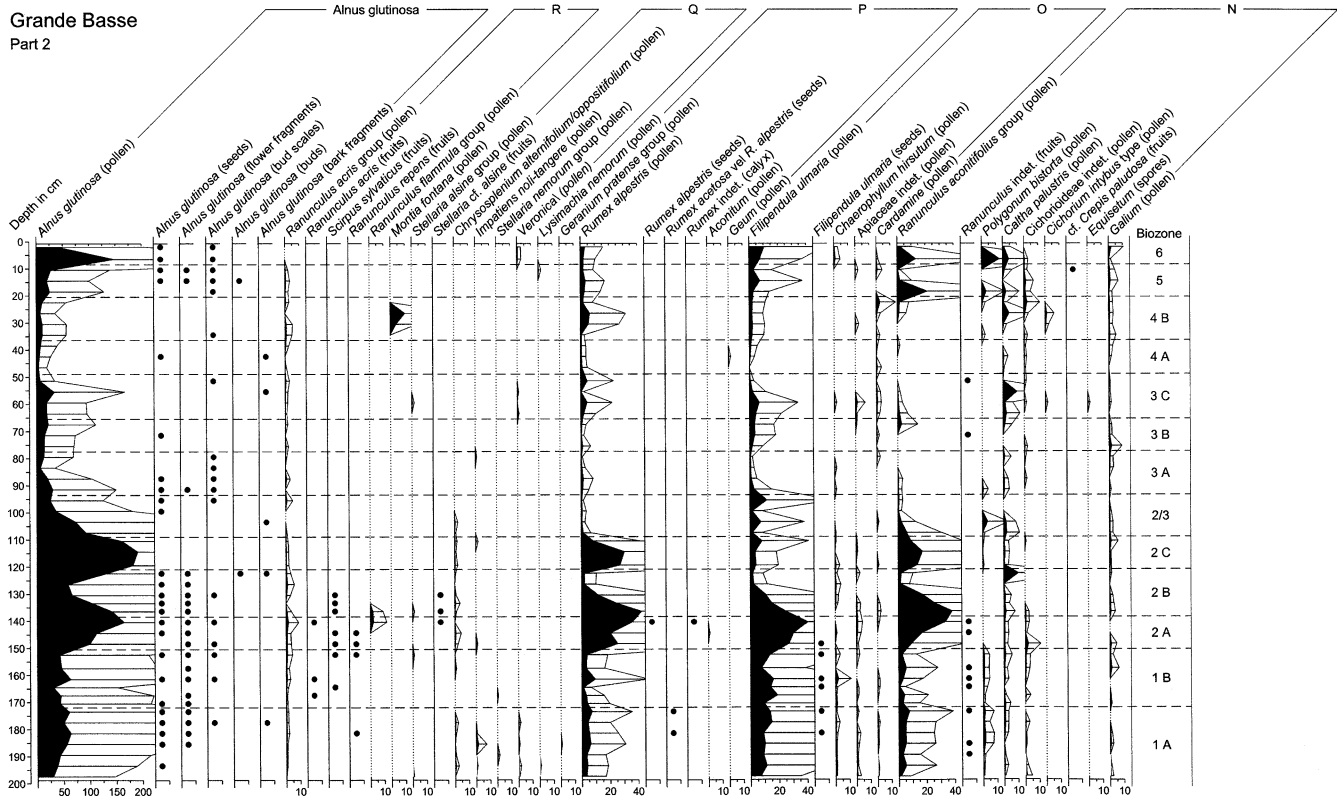 Grande Basse
Part 2
Alnus glutinosa
R
Q
P
O
N
Depth in cm
Alnus glutinosa (pollen)
Alnus glutinosa (seeds)
Alnus glutinosa (flower fragments)
Alnus glutinosa (bud scales)
Alnus glutinosa (buds)
Alnus glutinosa (bark fragments)
Ranunculus acris group (pollen)
Ranunculus acris (fruits)
Scirpus sylvaticus (fruits)
Ranunculus repens (fruits)
Ranunculus flammula group (pollen)
Montia fontana (pollen)
Stellaria alsine group (pollen)
Stellaria cf. alsine (fruits)
Chrysosplenium alternifolium/oppositifolium (pollen)
Impatiens noli-tangere (pollen)
Stellaria nemorum group (pollen)
Veronica\ (pollen)
Lysimachia nemorum (pollen)
Geranium pratense group (pollen)
Rumex alpestris (pollen)
Rumex alpestris (seeds)
Rumex acetosa vel R. alpestris (seeds)
Rumex indet. (calyx)
Aconitum (pollen)
Geum (pollen)
Filipendula ulmaria (pollen)
Filipendula ulmaria (seeds)
Chaerophyllum hirsutum (pollen)
Apiaceae indet. (pollen)
Cardamine (pollen)
Ranunculus aconitifolius group (pollen)
Ranunculus indet. (fruits)
Polygonum bistorta (pollen)
Caltha palustris (pollen)
Cichorioideae indet. (pollen)
Cichorium intybus type (pollen)
cf. Crepis paludosa (fruits)
Equisetum (spores)
Galium (pollen)
Biozone
0
10
20
30
40
50
60
70
80
90
100
110
120
130
140
150
160
170
180
190
200
6
5
4 B
4 A
3 C
3 B
3 A
2/3
2 C
2 B
2 A
1 B
1 A
50 100 150 200 10 10 10 10 10 10 10 10 10 10 10 20 40 10 10 20 40 10 10 10 20 40 10 10 10 10 10 10